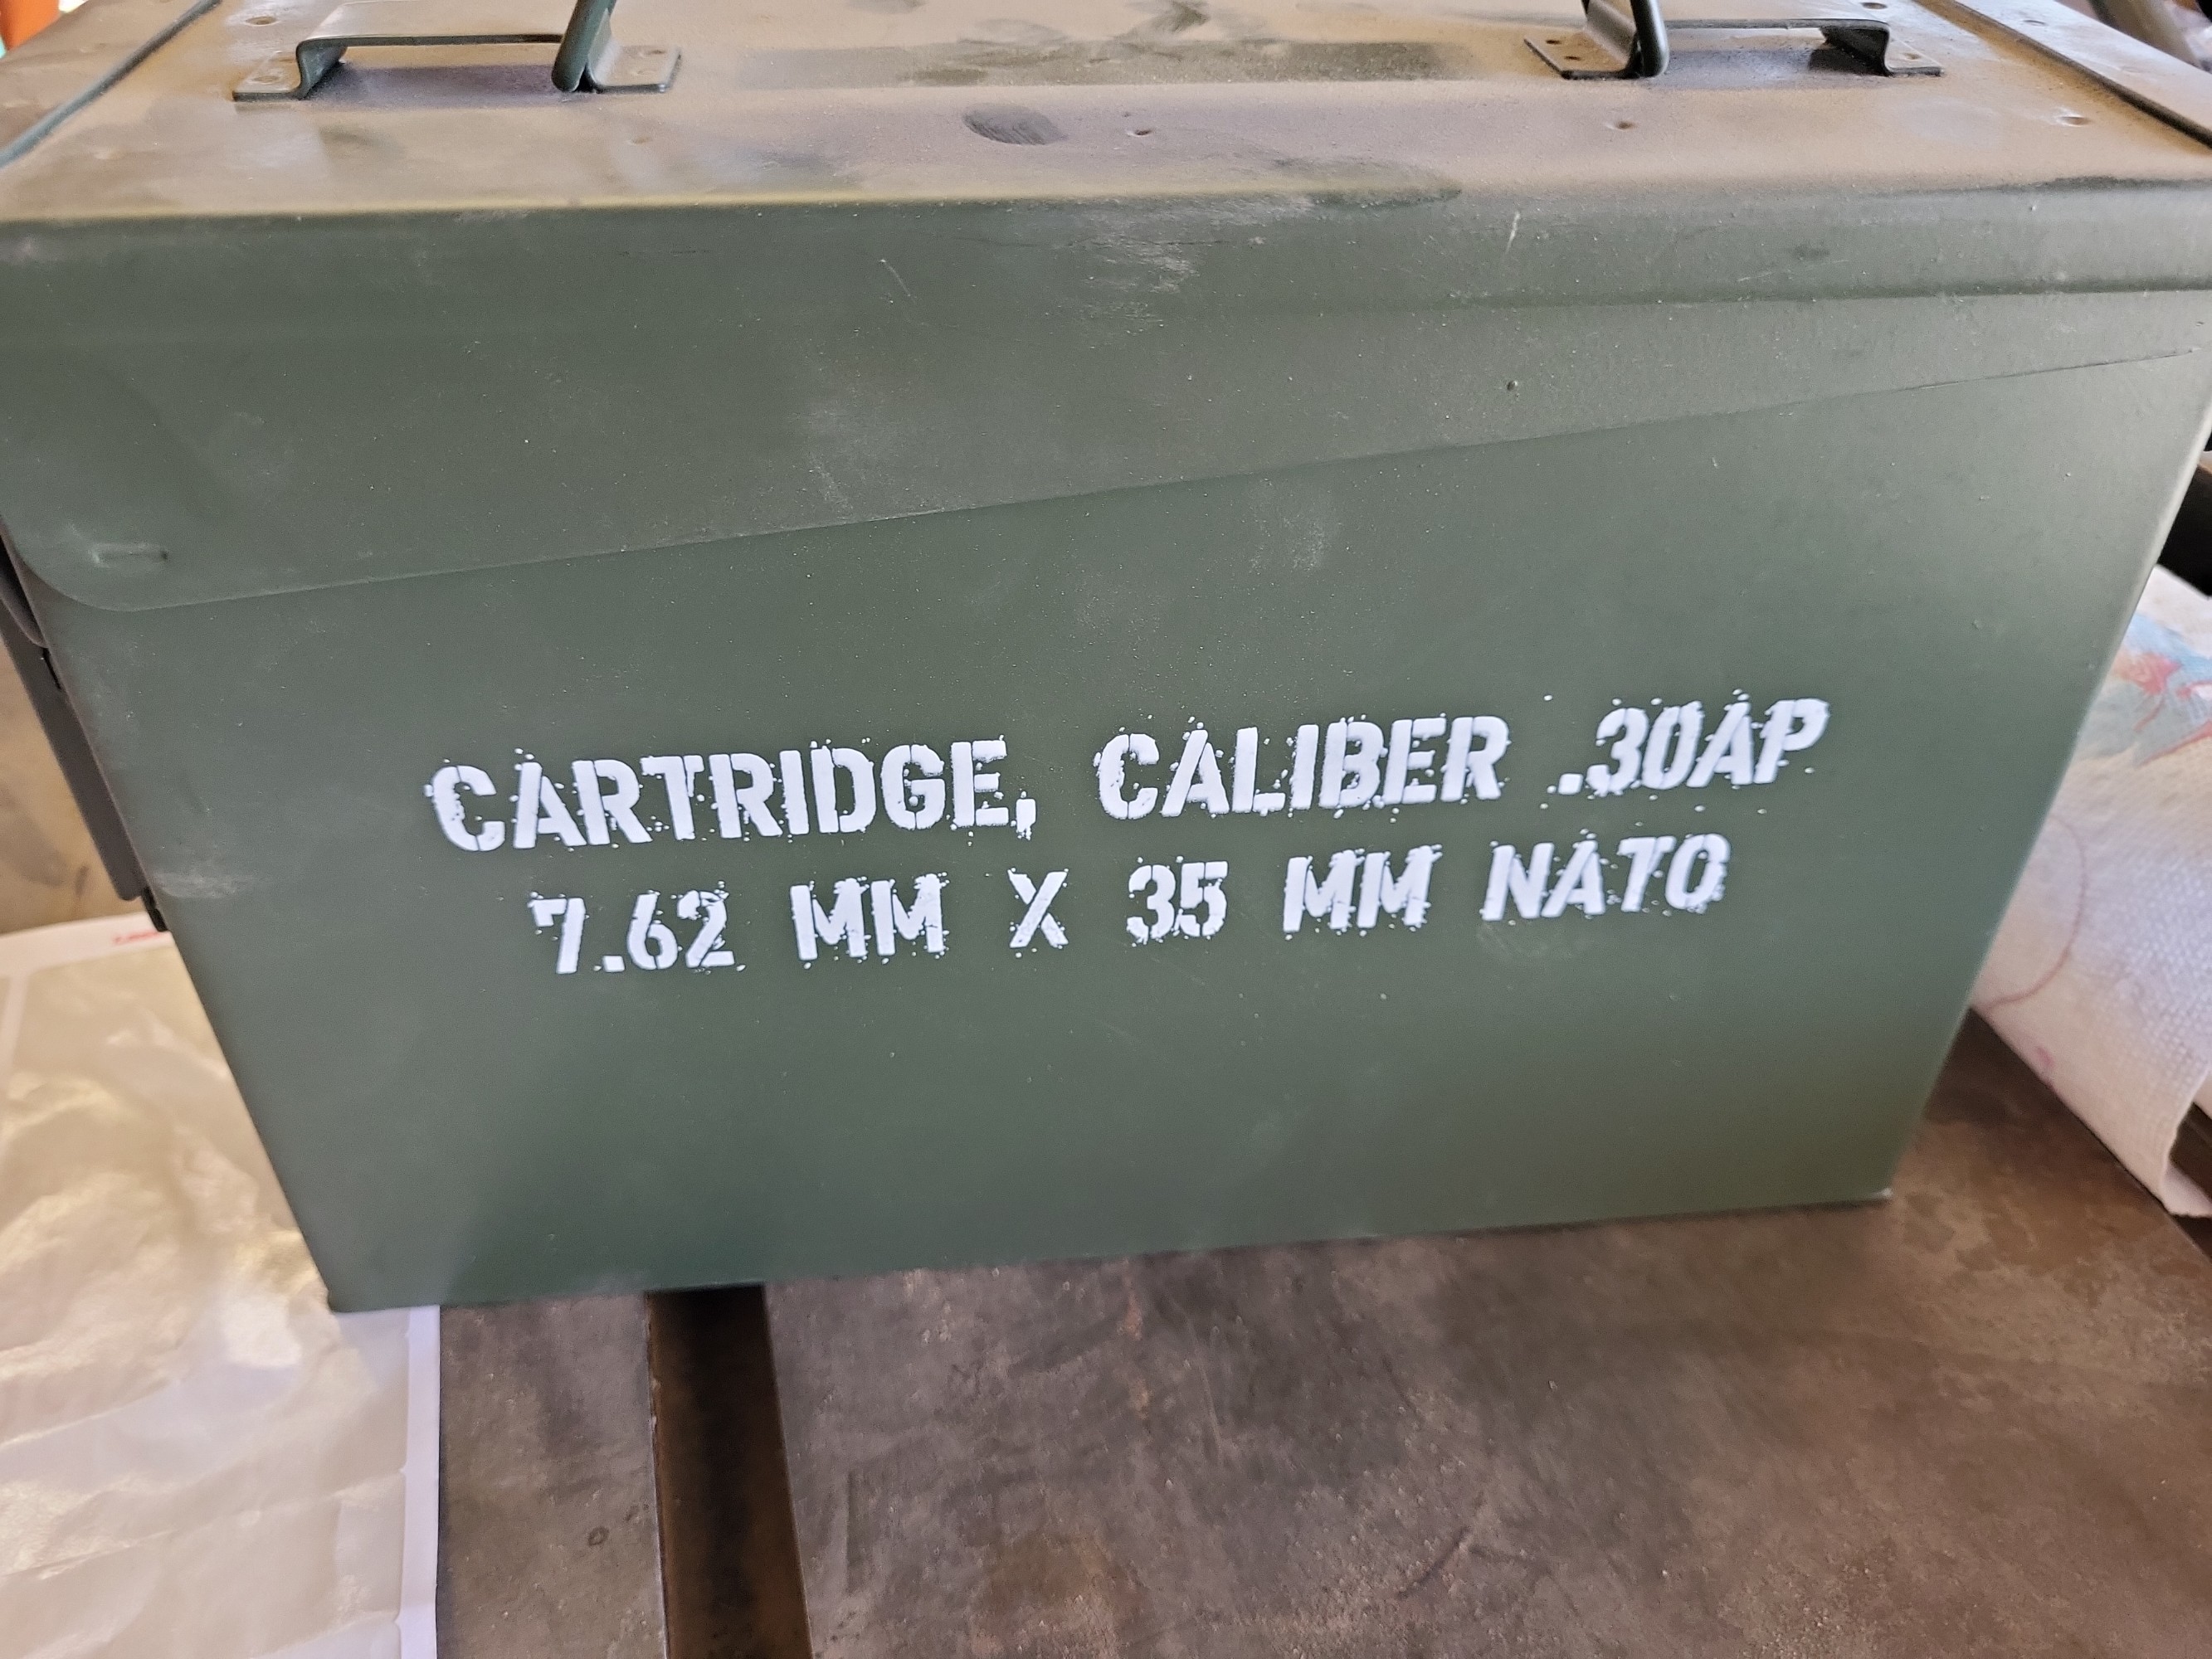 CARTRIDGE, CALIBER .30AP
7.62 MM X 35 MM NATO